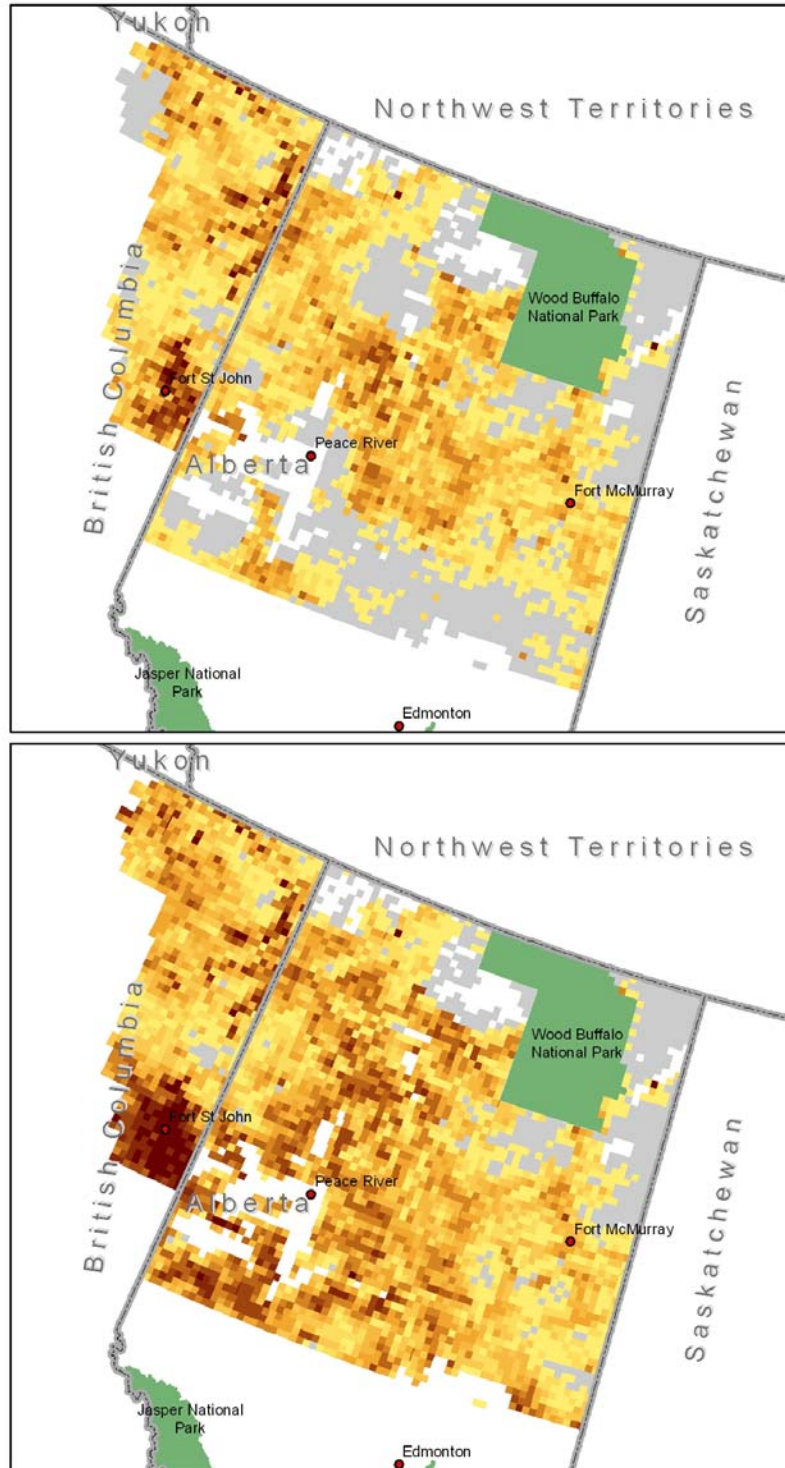 Yukon
Northwest Territories
Wood Buffalo
National Park
British Columbia
Fort St John
Peace River
Alberta
Fort McMurray
Saskatchewan
Jasper National
Park
Edmonton
Yukon
Northwest Territories
Wood Buffalo
National Park
British Columbia
Fort St John
Peace River
Alberta
Fort McMurray
Saskatchewan
Jasper National
Park
Edmonton